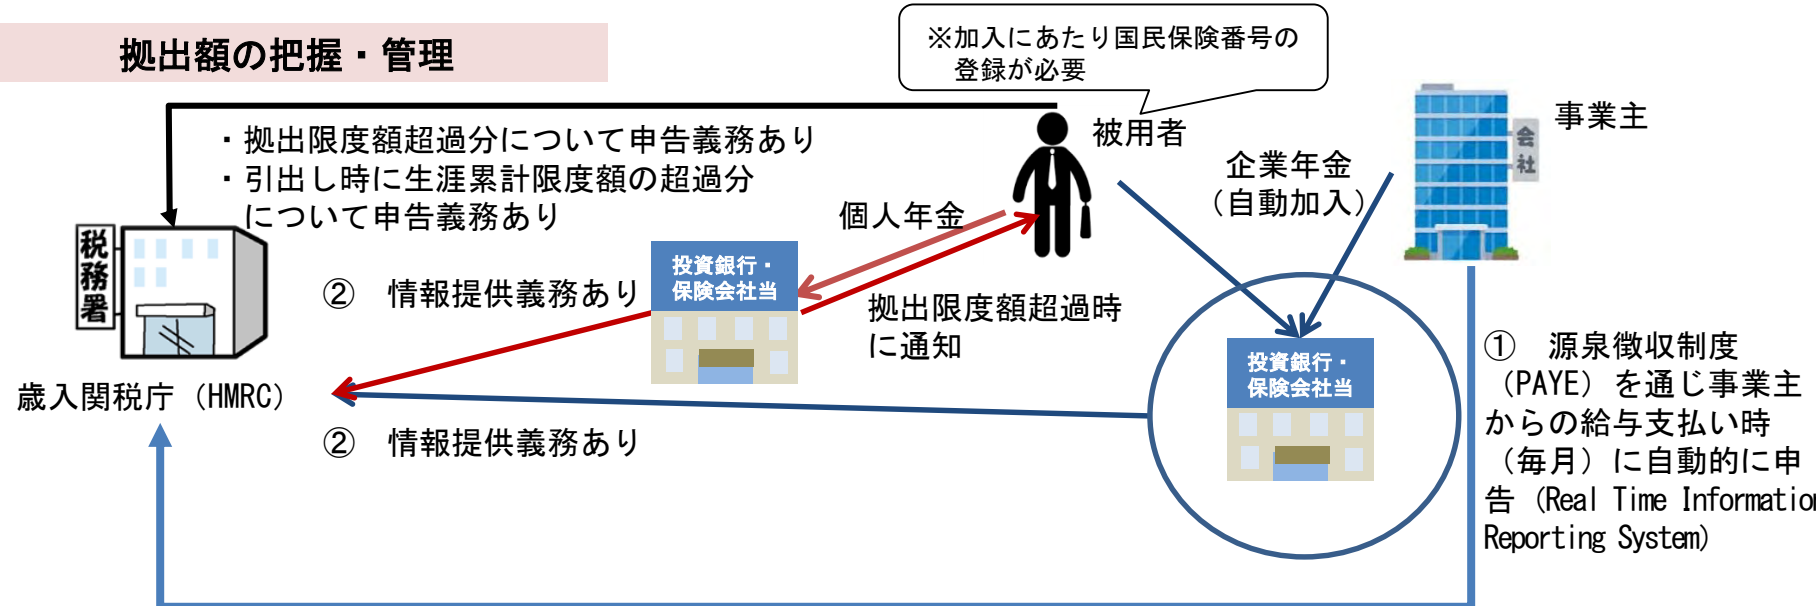 拠出額の把握・管理
※加入にあたり国民保険番号の
登録が必要
・拠出限度額超過分について申告義務あり
・引出し時に生涯累計限度額の超過分
について申告義務あり
被用者
事業主
会社
企業年金
（自動加入）
個人年金
税務署
② 情報提供義務あり
投資銀行・
保険会社当
拠出限度額超過時
に通知
投資銀行・
保険会社当
歳入関税庁（HMRC）
② 情報提供義務あり
① 源泉徴収制度
（PAYE）を通じ事業主
からの給与支払い時
（毎月）に自動的に申
告（Real Time Information
Reporting System）